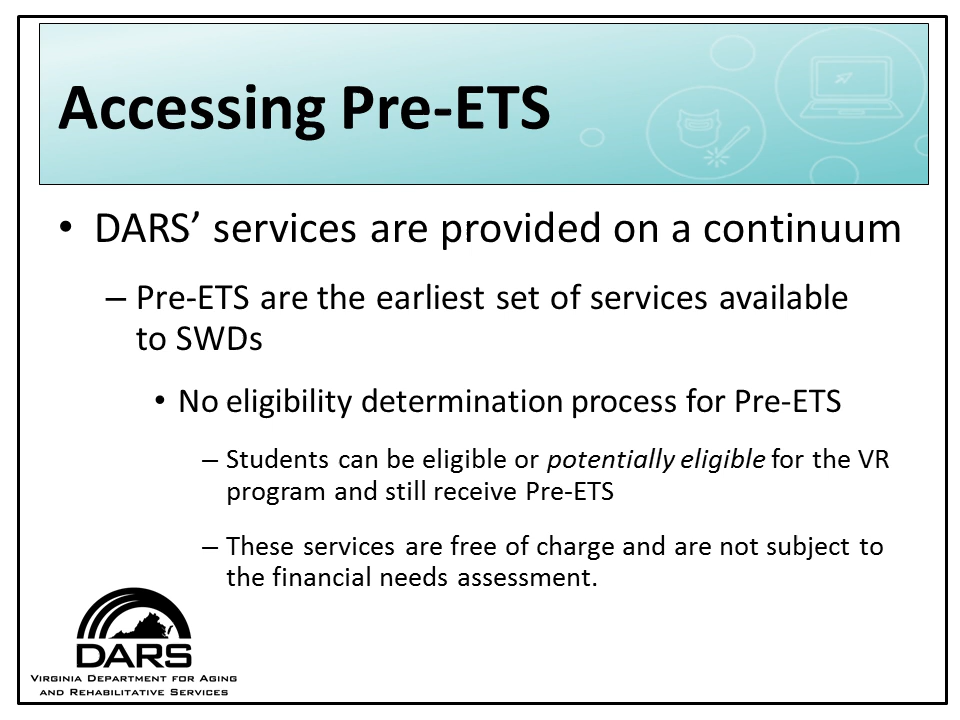 Accessing Pre-ETS
• DARS’ services are provided on a continuum
– Pre-ETS are the earliest set of services available
to SWDs
• No eligibility determination process for Pre-ETS
– Students can be eligible or potentially eligible for the VR
program and still receive Pre-ETS
– These services are free of charge and are not subject to
the financial needs assessment.
DARS
Virginia Department for Aging
and Rehabilitative Services